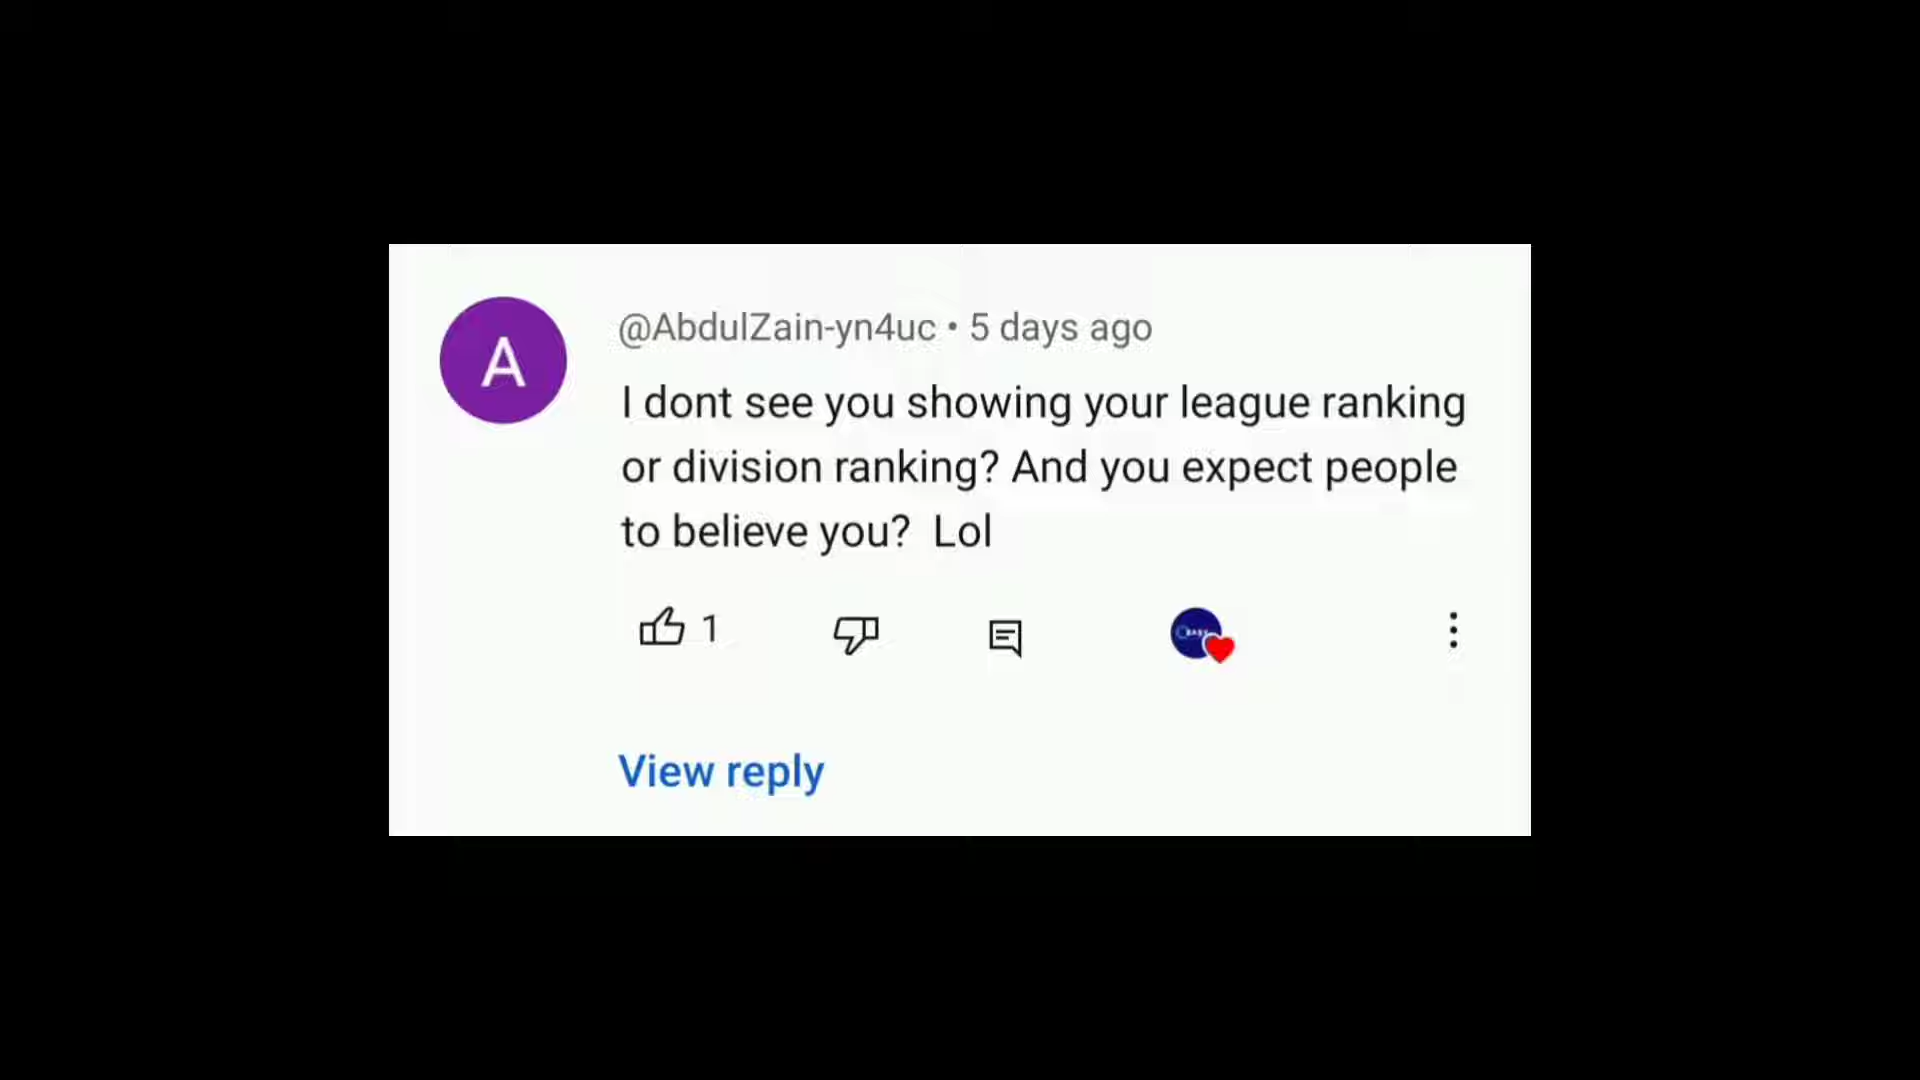 A
@AbdulZain-yn4uc • 5 days ago
I dont see you showing your league ranking
or division ranking? And you expect people
to believe you?  Lol
1
View reply